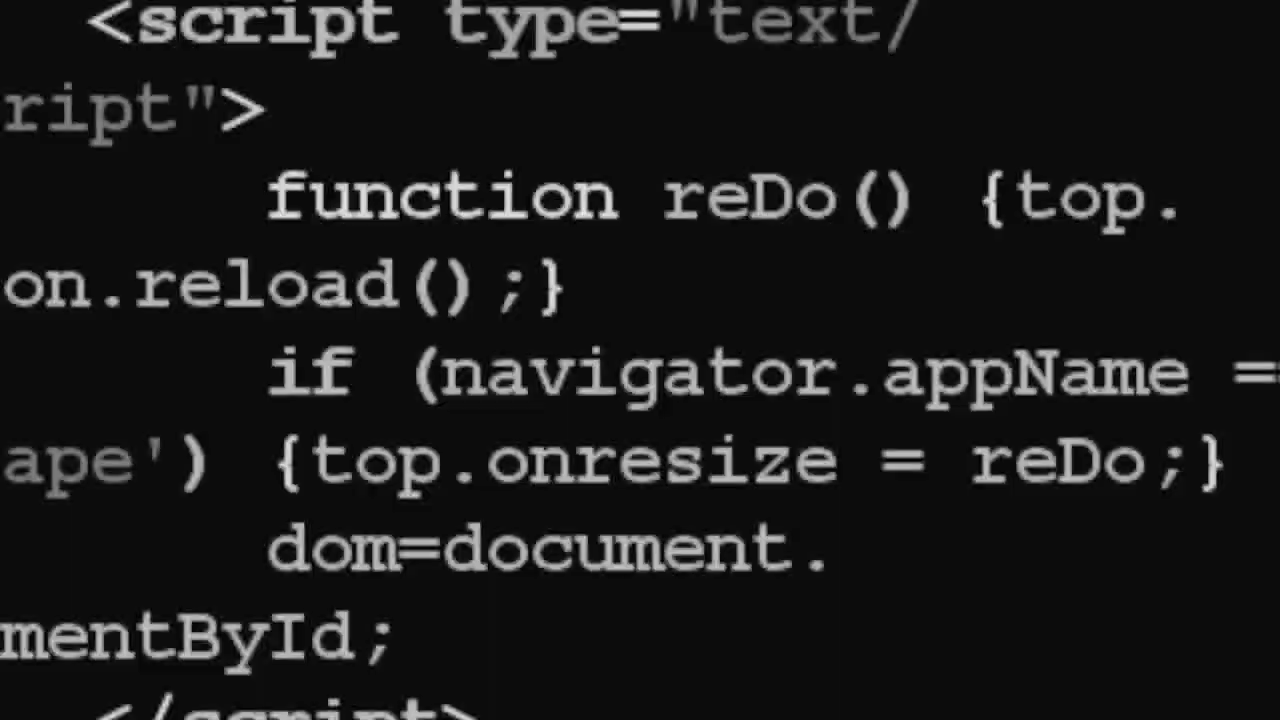 <script type="text/
ript">
function reDo() {top.
on.reload();}
if (navigator.appName ==
ape') {top.onresize = reDo;}
dom=document.
mentById;
</script>